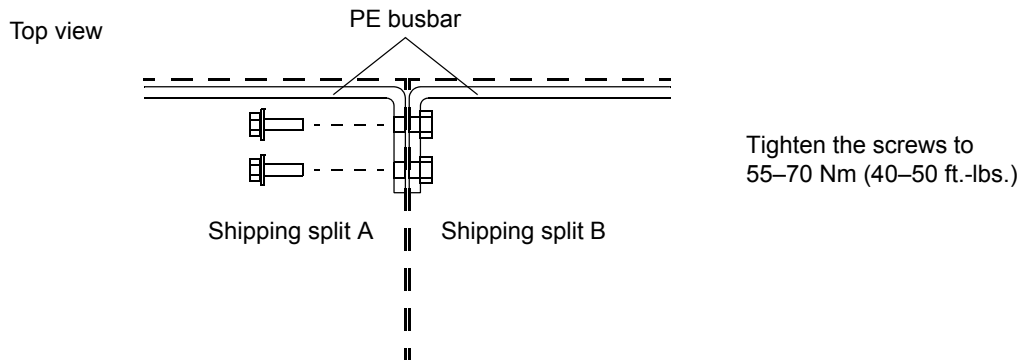 PE busbar
Top view
Tighten the screws to
55–70 Nm (40–50 ft.-lbs.)
Shipping split A
Shipping split B